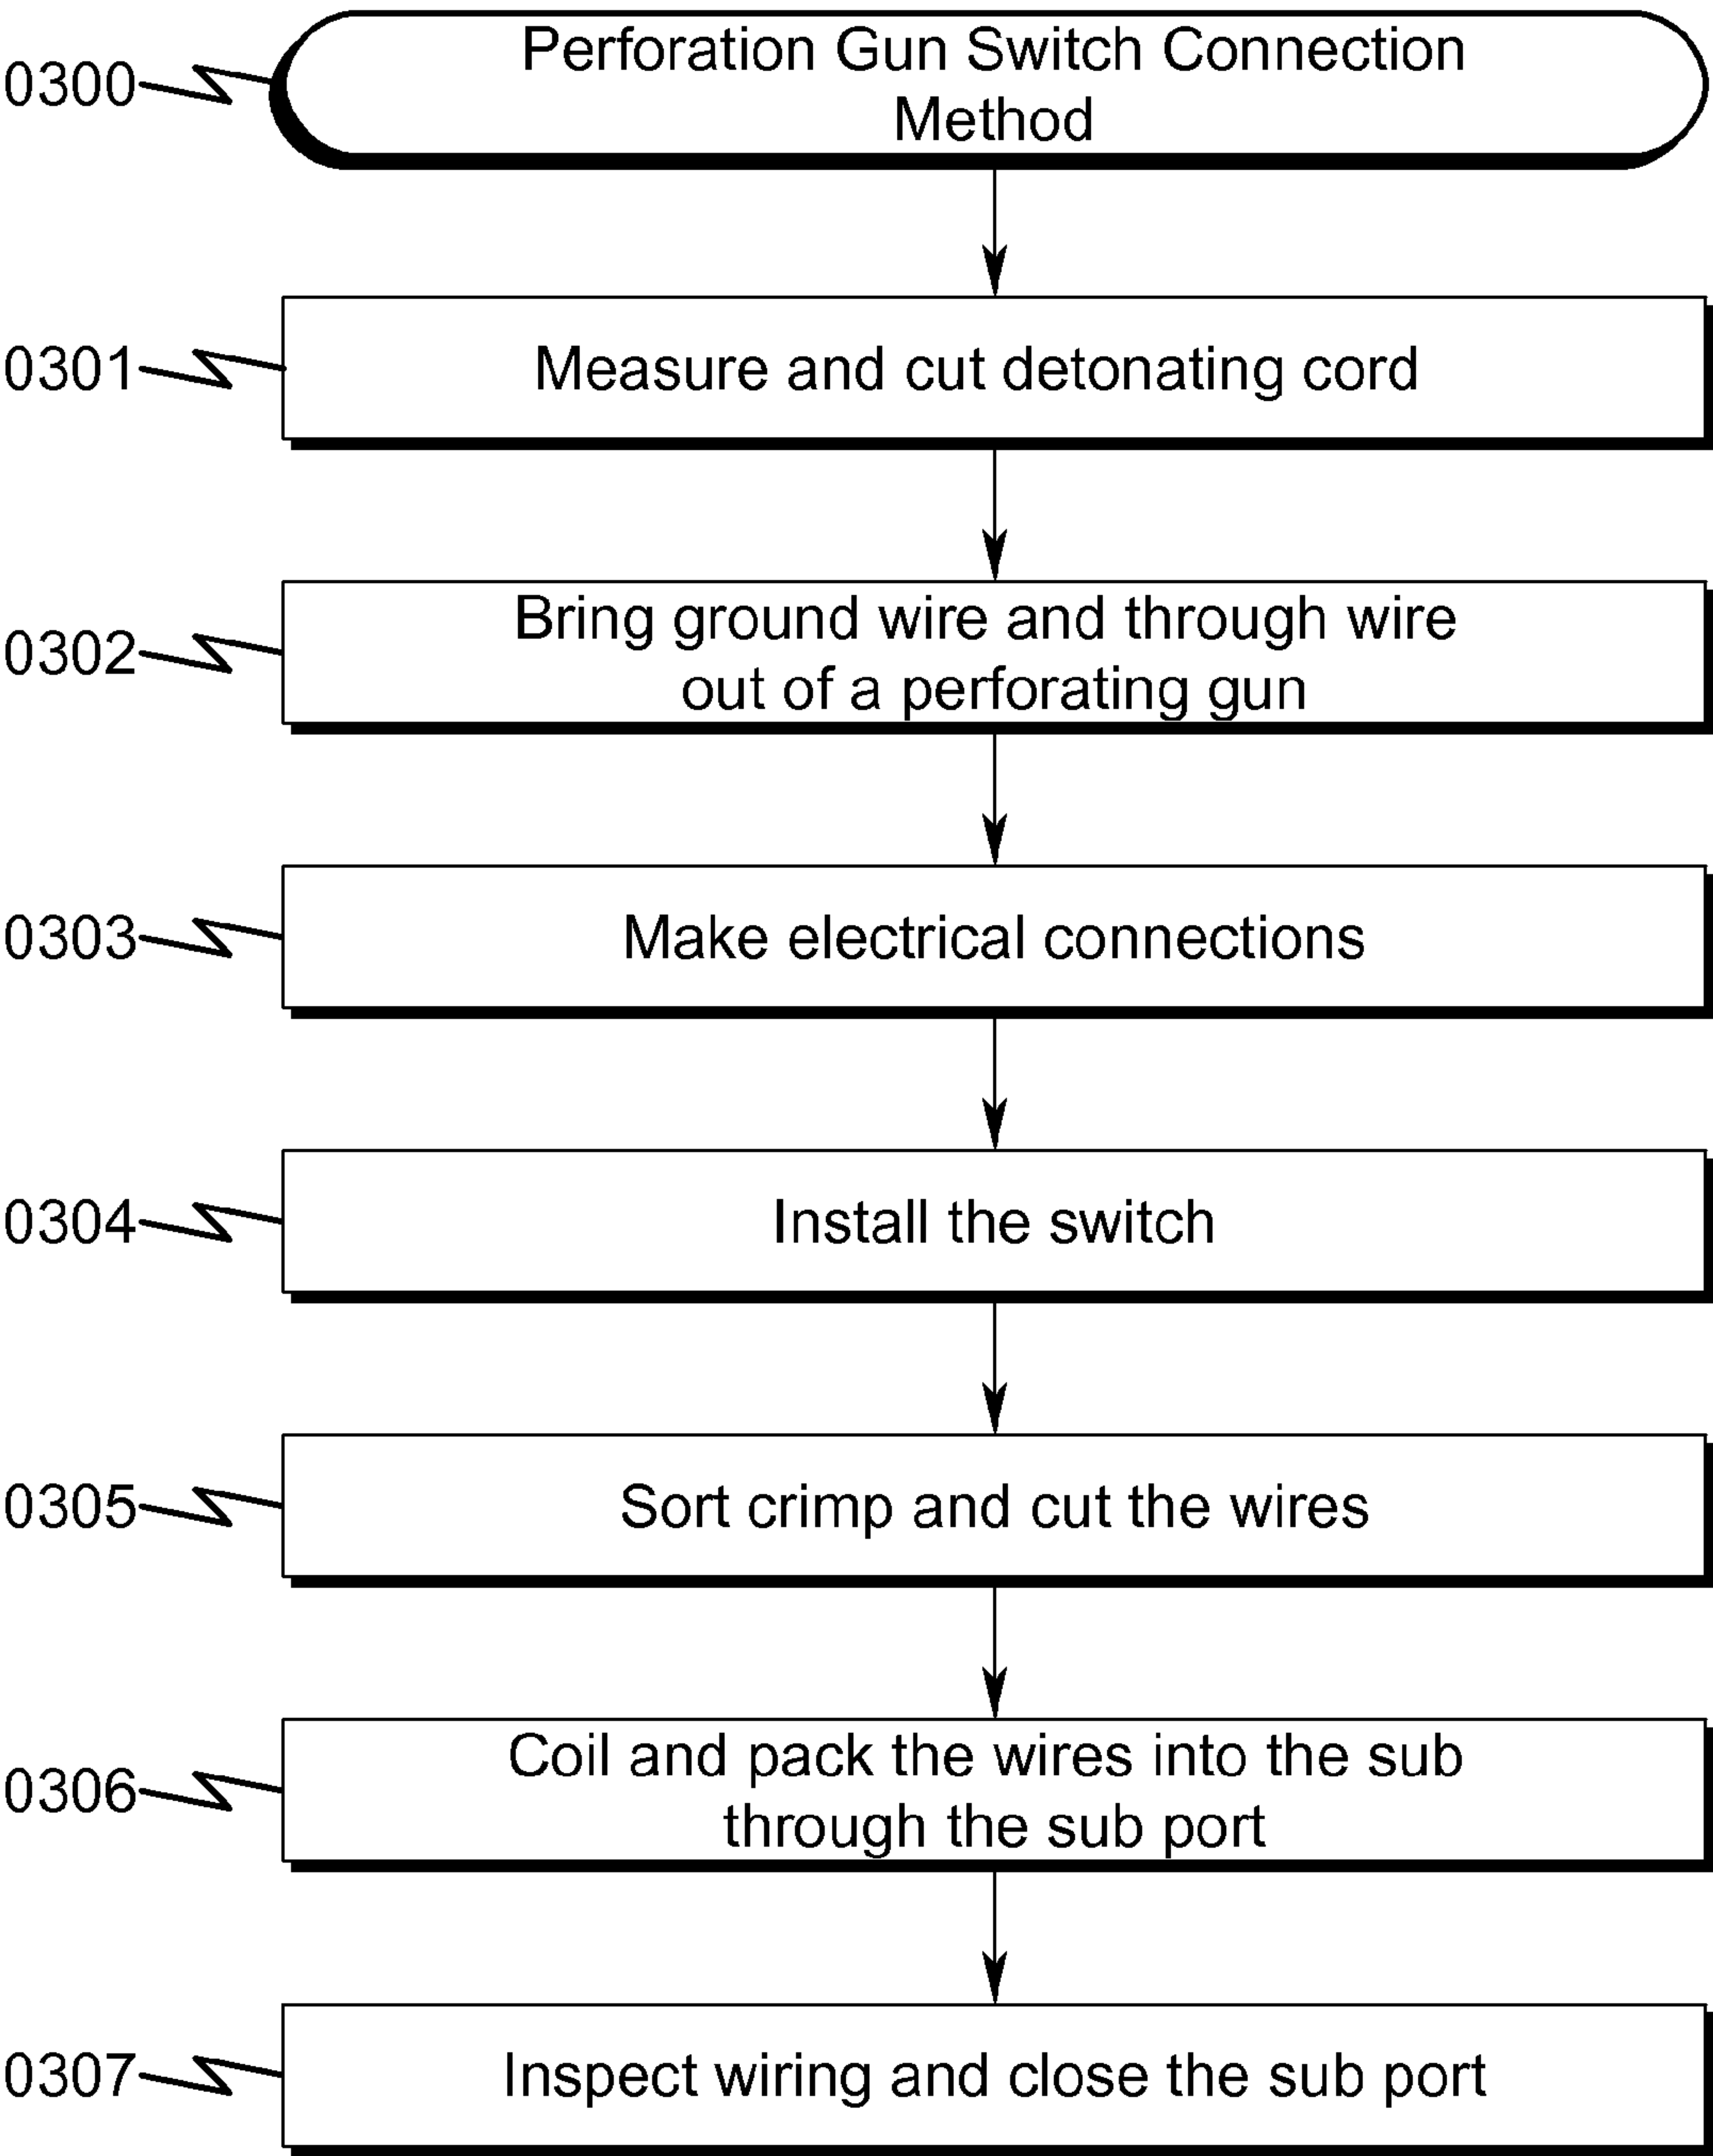 0300
Perforation Gun Switch Connection
Method
0301
Measure and cut detonating cord
0302
Bring ground wire and through wire
out of a perforating gun
0303
Make electrical connections
0304
Install the switch
0305
Sort crimp and cut the wires
0306
Coil and pack the wires into the sub
through the sub port
0307
Inspect wiring and close the sub port